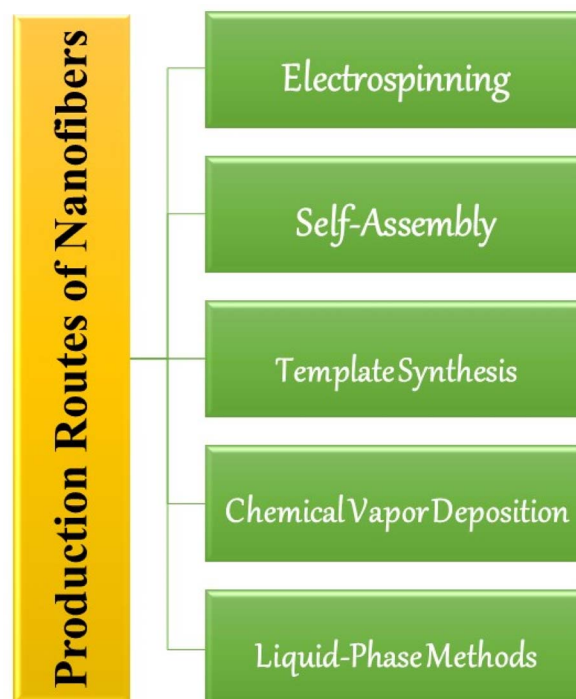 Production Routes of Nanofibers
Electrospinning
Self-Assembly
Template Synthesis
Chemical Vapor Deposition
Liquid-Phase Methods